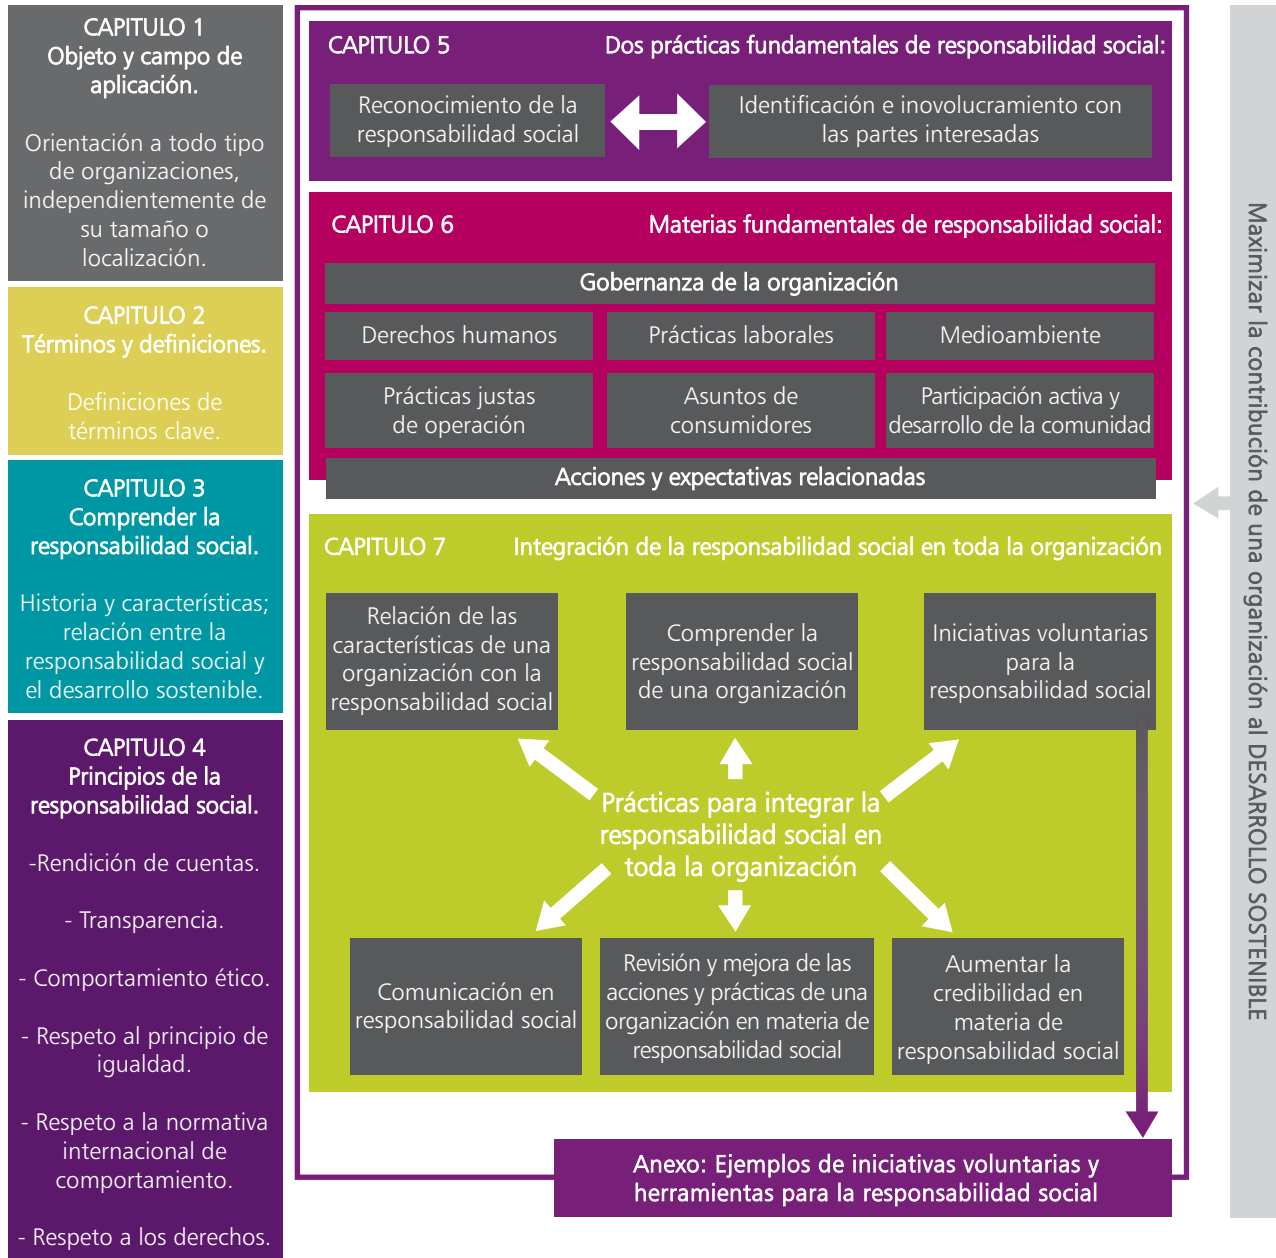 CAPITULO 1
Objeto y campo de
aplicación.
Orientación a todo tipo
de organizaciones,
independientemente de
su tamaño o
localización.
CAPITULO 2
Términos y definiciones.
Definiciones de
términos clave.
CAPITULO 3
Comprender la
responsabilidad social.
Historia y características;
relación entre la
responsabilidad social y
el desarrollo sostenible.
CAPITULO 4
Principios de la
responsabilidad social.
-Rendición de cuentas.
- Transparencia.
- Comportamiento ético.
- Respeto al principio de
igualdad.
- Respeto a la normativa
internacional de
comportamiento.
- Respeto a los derechos.
CAPITULO 5
Dos prácticas fundamentales de responsabilidad social:
Reconocimiento de la
responsabilidad social
Identificación e inovolucramiento con
las partes interesadas
CAPITULO 6
Materias fundamentales de responsabilidad social:
Gobernanza de la organización
Derechos humanos
Prácticas laborales
Medioambiente
Prácticas justas
de operación
Asuntos de
consumidores
Participación activa y
desarrollo de la comunidad
Acciones y expectativas relacionadas
CAPITULO 7
Integración de la responsabilidad social en toda la organización
Relación de las
características de una
organización con la
responsabilidad social
Comprender la
responsabilidad social
de una organización
Iniciativas voluntarias
para la
responsabilidad social
Prácticas para integrar la
responsabilidad social en
toda la organización
Comunicación en
responsabilidad social
Revisión y mejora de las
acciones y prácticas de una
organización en materia de
responsabilidad social
Aumentar la
credibilidad en
materia de
responsabilidad social
Anexo: Ejemplos de iniciativas voluntarias y
herramientas para la responsabilidad social
Maximizar la contribución de una organización al DESARROLLO SOSTENIBLE